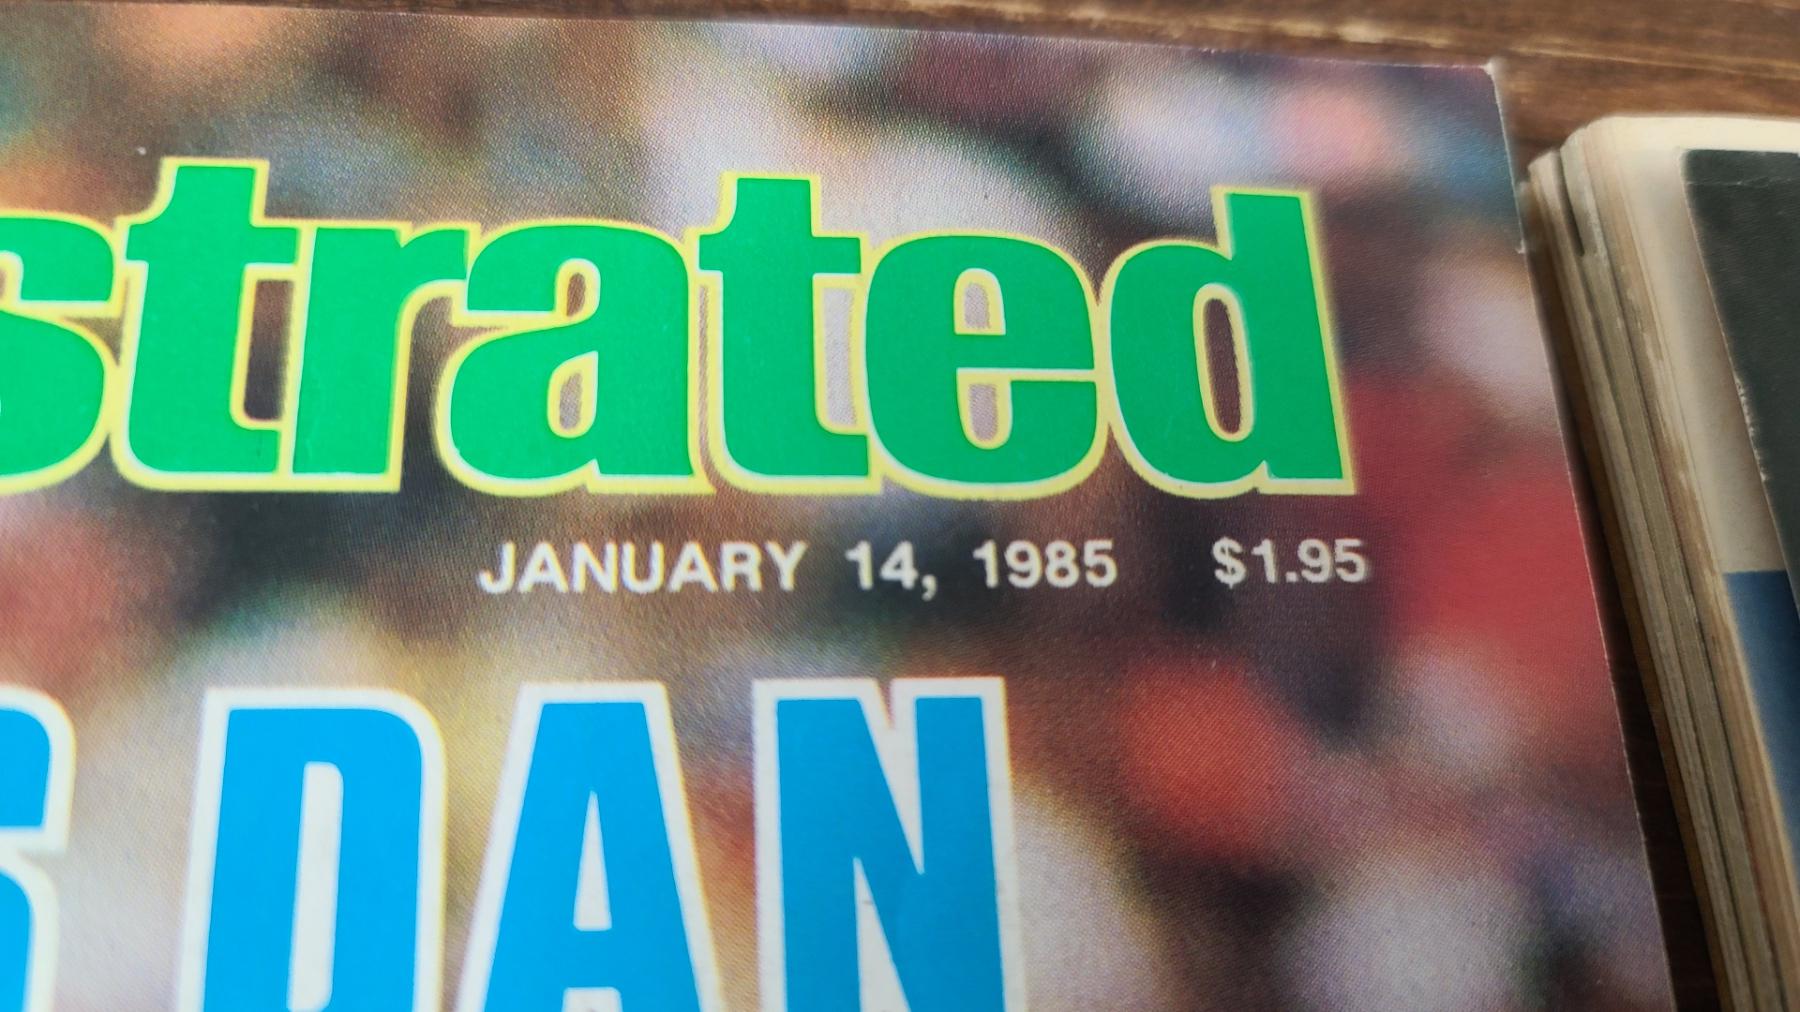 strated
JANUARY 14, 1985 $1.95
S DAN